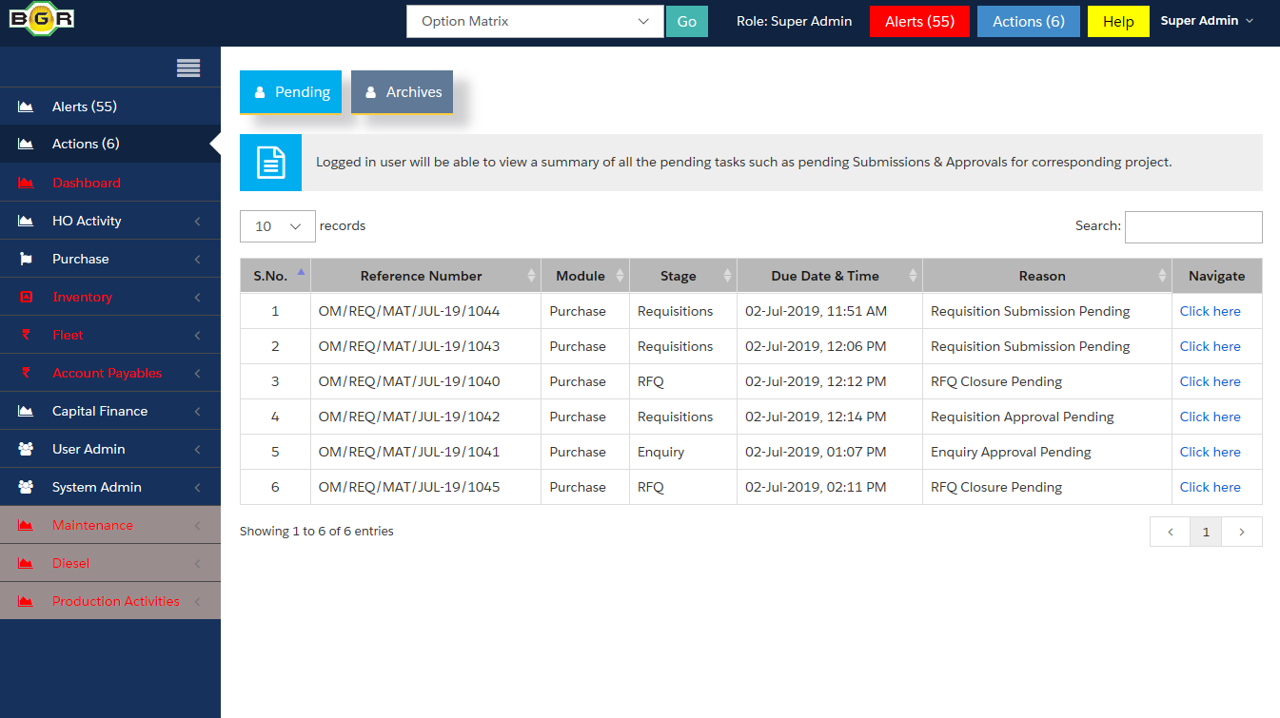 BGR
Option Matrix
Go
Role: Super Admin
Alerts (55)
Actions (6)
Help
Super Admin
Alerts (55)
Actions (6)
Dashboard
HO Activity
Purchase
Inventory
Fleet
Account Payables
Capital Finance
User Admin
System Admin
Maintenance
Diesel
Production Activities
Pending
Archives
Logged in user will be able to view a summary of all the pending tasks such as pending Submissions & Approvals for corresponding project.
10 records
Search:
S.No. Reference Number Module Stage Due Date & Time Reason Navigate
1 OM/REQ/MAT/JUL-19/1044 Purchase Requisitions 02-Jul-2019, 11:51 AM Requisition Submission Pending Click here
2 OM/REQ/MAT/JUL-19/1043 Purchase Requisitions 02-Jul-2019, 12:06 PM Requisition Submission Pending Click here
3 OM/REQ/MAT/JUL-19/1040 Purchase RFQ 02-Jul-2019, 12:12 PM RFQ Closure Pending Click here
4 OM/REQ/MAT/JUL-19/1042 Purchase Requisitions 02-Jul-2019, 12:14 PM Requisition Approval Pending Click here
5 OM/REQ/MAT/JUL-19/1041 Purchase Enquiry 02-Jul-2019, 01:07 PM Enquiry Approval Pending Click here
6 OM/REQ/MAT/JUL-19/1045 Purchase RFQ 02-Jul-2019, 02:11 PM RFQ Closure Pending Click here
Showing 1 to 6 of 6 entries
1